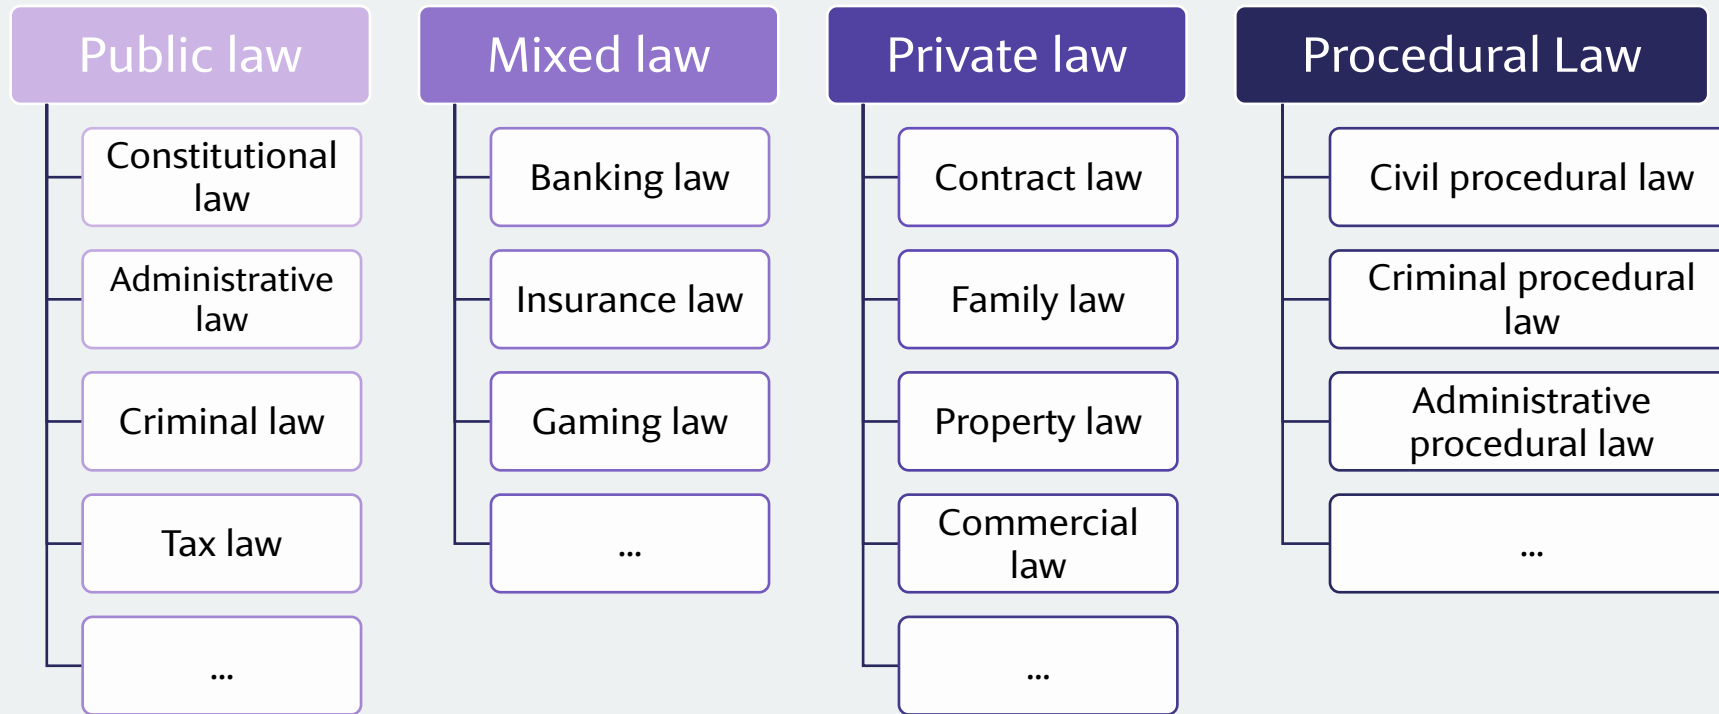 Public law
Constitutional
law
Administrative
law
Criminal law
Tax law
...
Mixed law
Banking law
Insurance law
Gaming law
...
Private law
Contract law
Family law
Property law
Commercial
law
...
Procedural Law
Civil procedural law
Criminal procedural
law
Administrative
procedural law
...